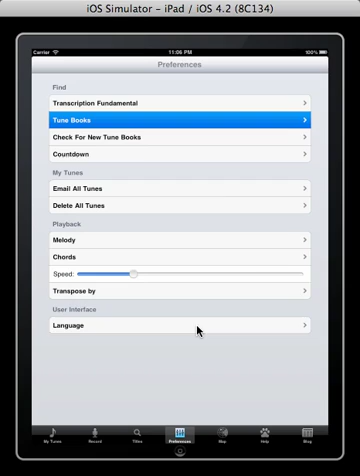 iOS Simulator - iPad / iOS 4.2 (8C134)
Carrier 11:06 PM 100%
Preferences
Find
Transcription Fundamental
Tune Books
Check For New Tune Books
Countdown
My Tunes
Email All Tunes
Delete All Tunes
Playback
Melody
Chords
Speed:
Transpose by
User Interface
Language
My Tunes Record Titles Preferences Map Help Blog